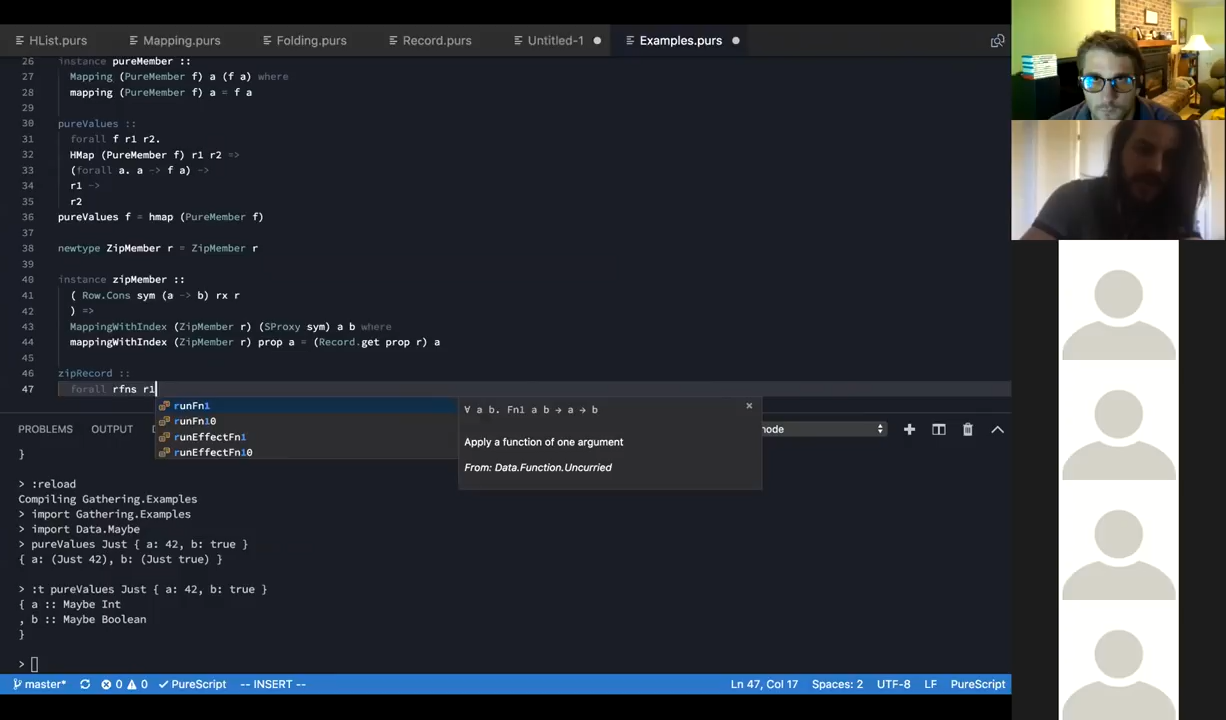 HList.purs Mapping.purs Folding.purs Record.purs Untitled-1 Examples.purs
26 instance pureMember ::
27 Mapping (PureMember f) a (f a) where
28 mapping (PureMember f) a = f a
29
30 pureValues ::
31 forall f r1 r2.
32 HMap (PureMember f) r1 r2 =>
33 (forall a. a -> f a) ->
34 r1 ->
35 r2
36 pureValues f = hmap (PureMember f)
37
38 newtype ZipMember r = ZipMember r
39
40 instance zipMember ::
41 ( Row.Cons sym (a -> b) rx r
42 ) =>
43 MappingWithIndex (ZipMember r) (SProxy sym) a b where
44 mappingWithIndex (ZipMember r) prop a = (Record.get prop r) a
45
46 zipRecord ::
47 forall rfns r1
runFn1
runFn10
runEffectFn1
runEffectFn10
∀ a b. Fn1 a b → a → b
Apply a function of one argument
From: Data.Function.Uncurried
PROBLEMS OUTPUT
}
> :reload
Compiling Gathering.Examples
> import Gathering.Examples
> import Data.Maybe
> pureValues Just { a: 42, b: true }
{ a: (Just 42), b: (Just true) }
> :t pureValues Just { a: 42, b: true }
{ a :: Maybe Int
, b :: Maybe Boolean
}
>
master* 0 0 PureScript -- INSERT -- Ln 47, Col 17 Spaces: 2 UTF-8 LF PureScript